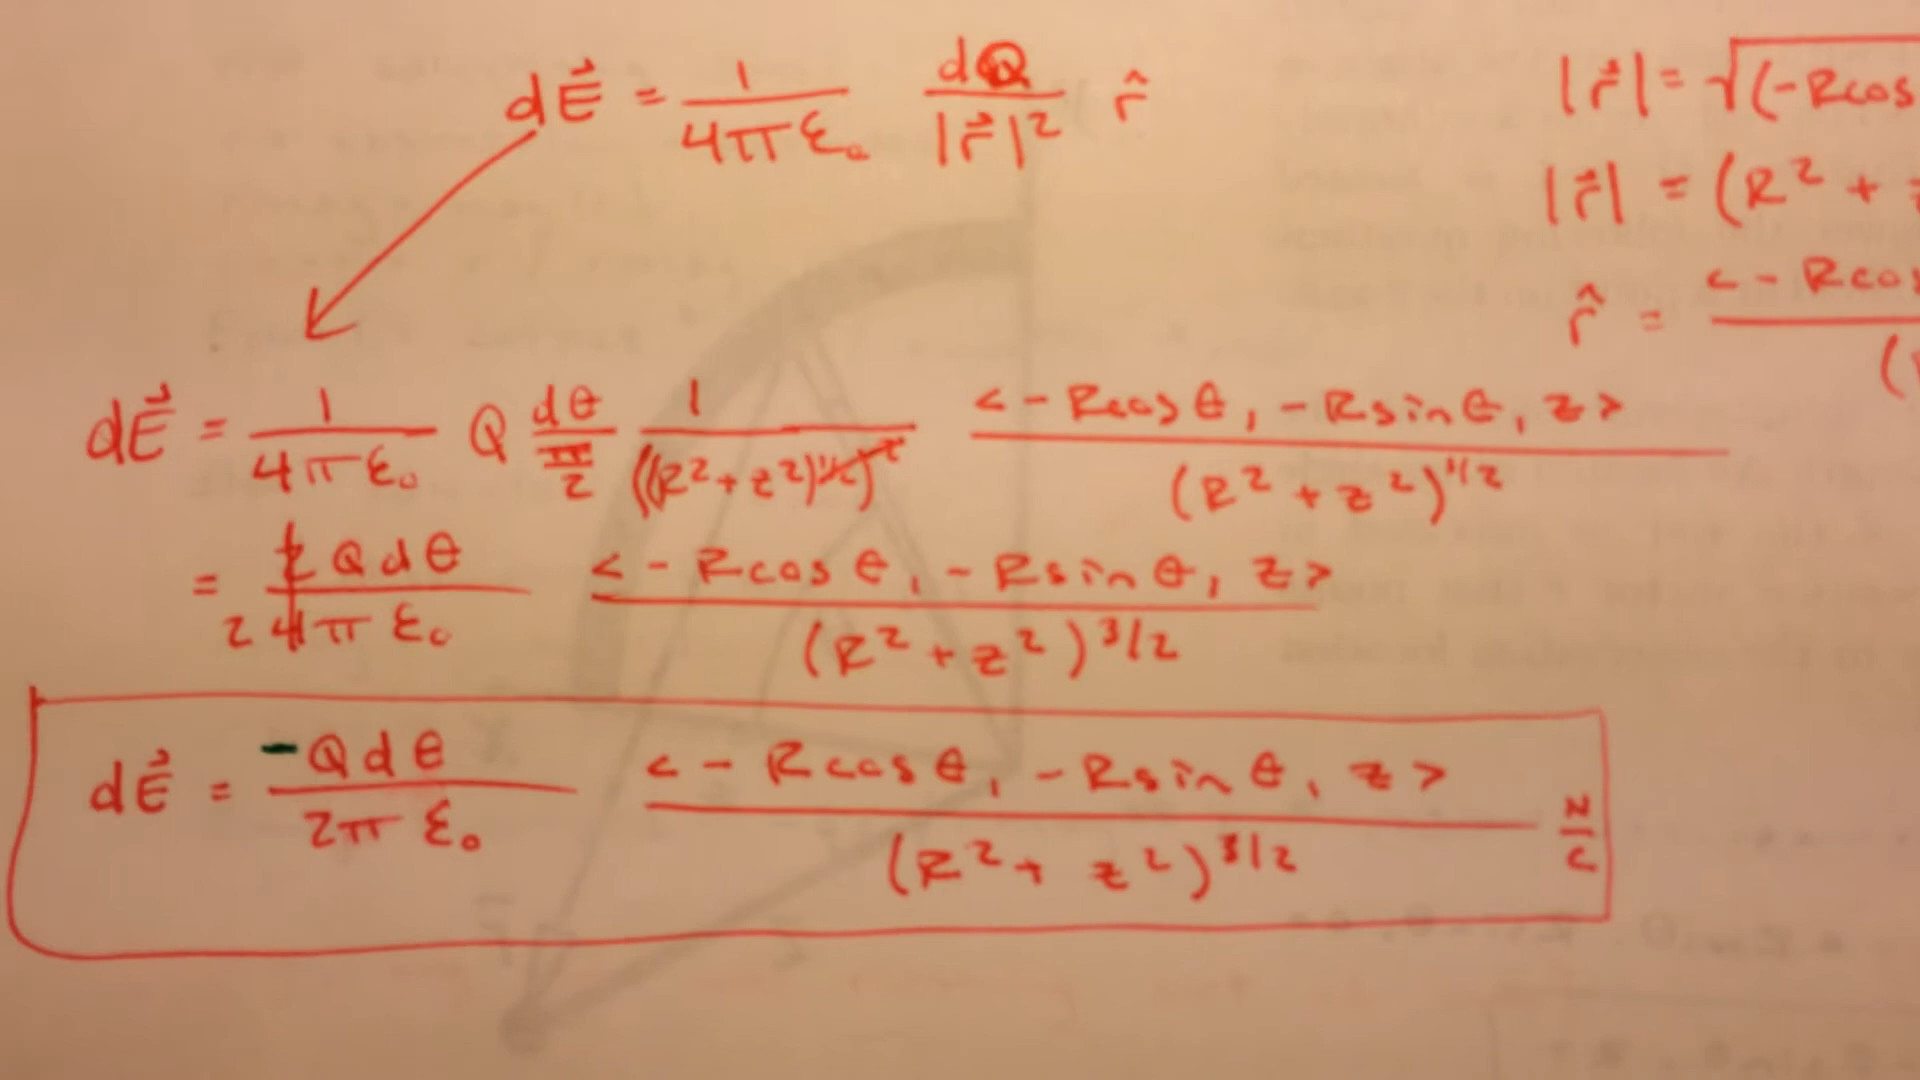 dE⃗ = 1/(4πε₀) dQ/|r⃗|² r̂
|r⃗| = √(-Rcos
|r⃗| = (R² +
r̂ = <-Rcos / (
dE⃗ = 1/(4πε₀) Q dθ/(π/2) 1/((R²+z²)^1/2)² <-Rcosθ, -Rsinθ, z>/(R²+z²)^1/2
= 2Qdθ/(2 4πε₀) <-Rcosθ, -Rsinθ, z>/(R²+z²)^3/2
dE⃗ = -Qdθ/(2πε₀) <-Rcosθ, -Rsinθ, z>/(R²+z²)^3/2 N/C